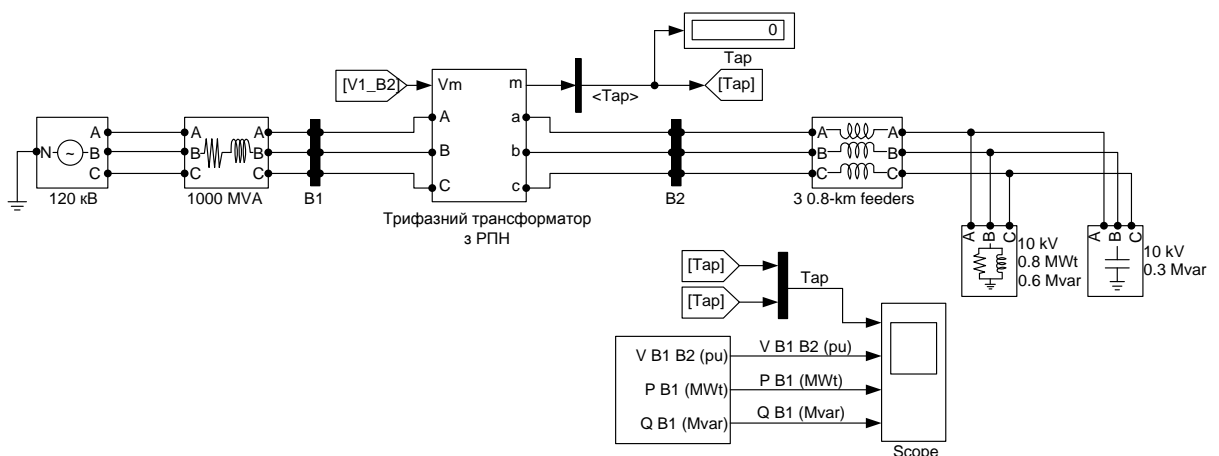 0
Tap
[V1_B2]
Vm
m
<Tap>
[Tap]
A
a
A
A
A
A
A
N
~
B
B
B
B
b
B
B
C
C
C
C
c
C
C
120 кВ
1000 MVA
B1
B2
3 0.8-km feeders
Трифазний трансформатор
з РПН
A B C
10 kV
0.8 MWt
0.6 Mvar
A B C
10 kV
0.3 Mvar
[Tap]
[Tap]
Tap
V B1 B2 (pu)
V B1 B2 (pu)
P B1 (MWt)
P B1 (MWt)
Q B1 (Mvar)
Q B1 (Mvar)
Scope